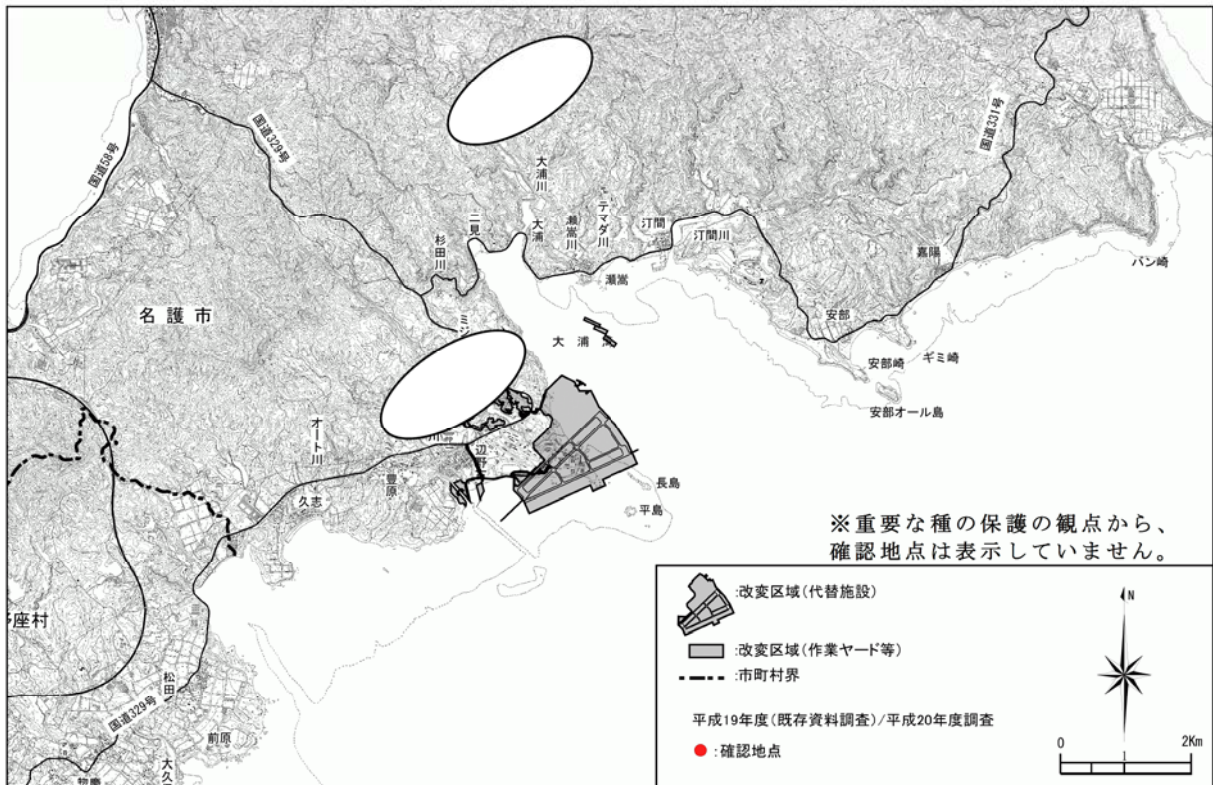 国道58号
国道329号
国道331号
大浦川
大浦
二見
杉田川
瀬嵩川
テマダ川
汀間
汀間川
瀬嵩
嘉陽
バン崎
名護市
大浦
安部
安部崎
ギミ崎
安部オール島
オート川
辺野
豊原
久志
長島
平島
松田
国道329号
前原
※重要な種の保護の観点から、
確認地点は表示していません。
:改変区域(代替施設)
:改変区域(作業ヤード等)
:市町村界
平成19年度(既存資料調査)/平成20年度調査
:確認地点
N
0 1 2Km